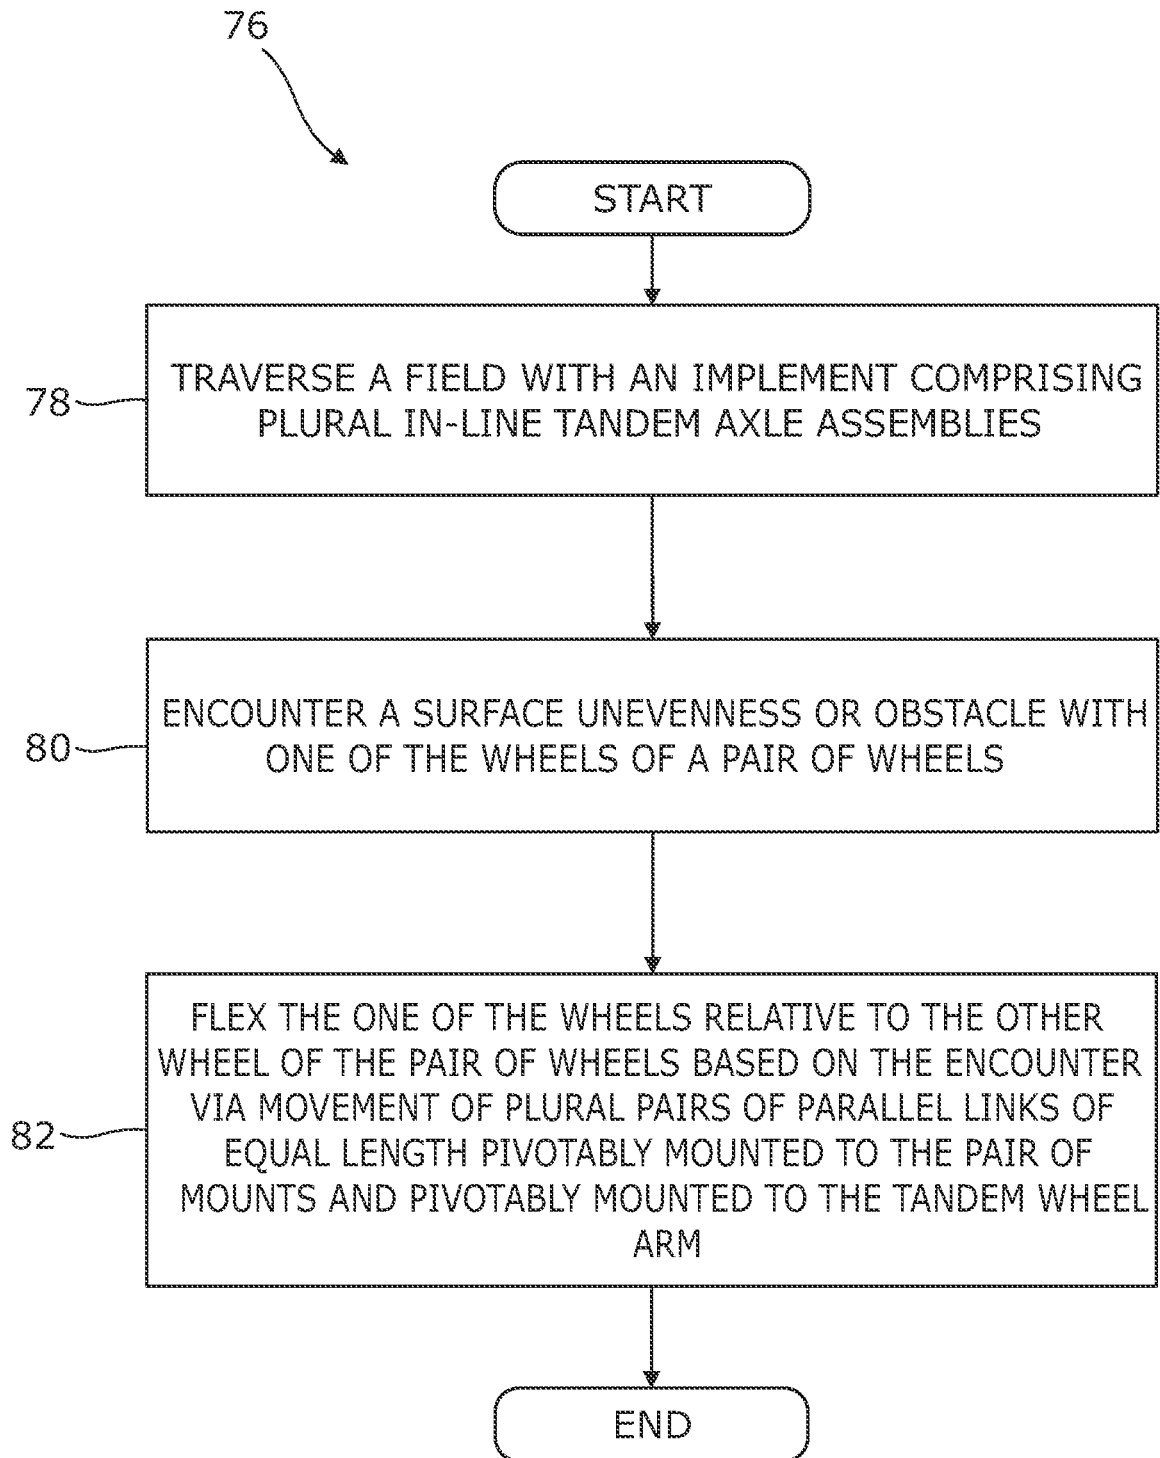 76
START
78
TRAVERSE A FIELD WITH AN IMPLEMENT COMPRISING
PLURAL IN-LINE TANDEM AXLE ASSEMBLIES
80
ENCOUNTER A SURFACE UNEVENNESS OR OBSTACLE WITH
ONE OF THE WHEELS OF A PAIR OF WHEELS
82
FLEX THE ONE OF THE WHEELS RELATIVE TO THE OTHER
WHEEL OF THE PAIR OF WHEELS BASED ON THE ENCOUNTER
VIA MOVEMENT OF PLURAL PAIRS OF PARALLEL LINKS OF
EQUAL LENGTH PIVOTABLY MOUNTED TO THE PAIR OF
MOUNTS AND PIVOTABLY MOUNTED TO THE TANDEM WHEEL
ARM
END